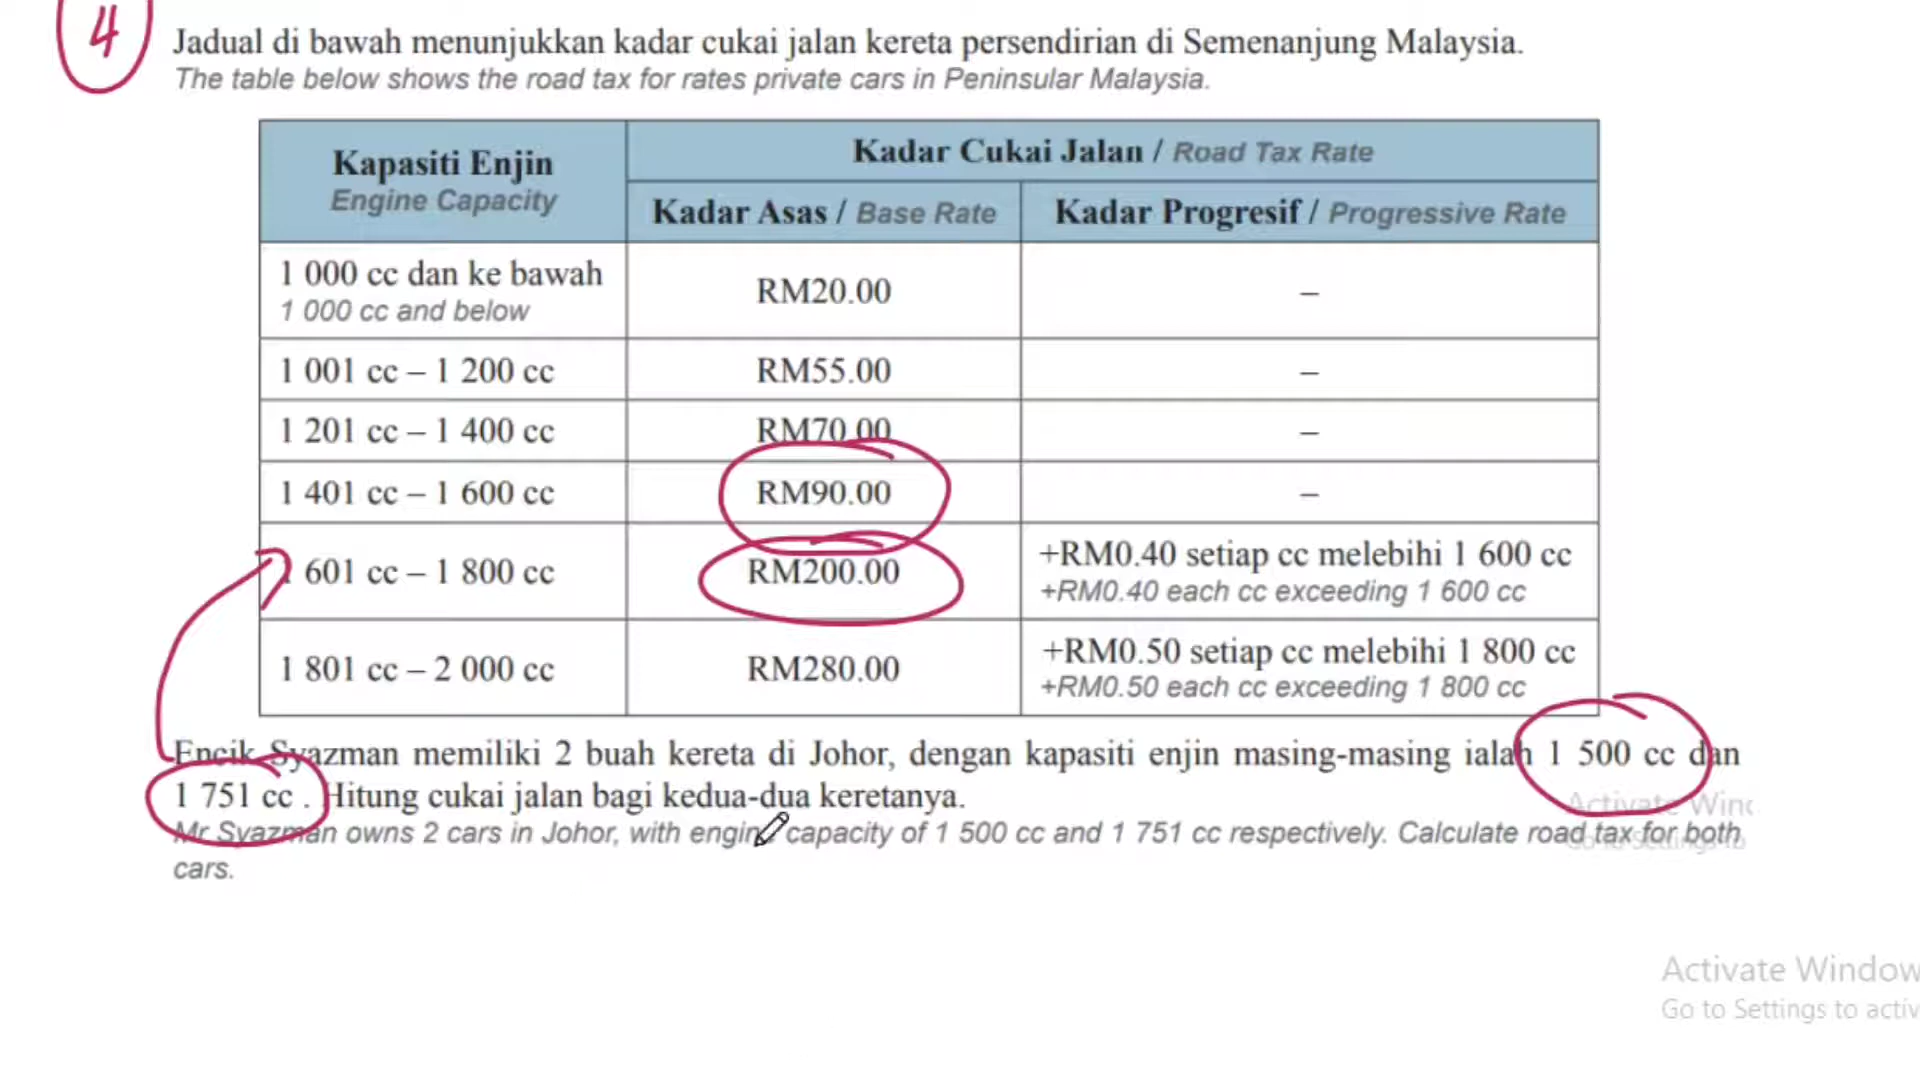 4
Jadual di bawah menunjukkan kadar cukai jalan kereta persendirian di Semenanjung Malaysia.
The table below shows the road tax for rates private cars in Peninsular Malaysia.
Kapasiti Enjin
Engine Capacity
Kadar Cukai Jalan / Road Tax Rate
Kadar Asas / Base Rate
Kadar Progresif / Progressive Rate
1 000 cc dan ke bawah
1 000 cc and below
RM20.00
–
1 001 cc – 1 200 cc
RM55.00
–
1 201 cc – 1 400 cc
RM70.00
–
1 401 cc – 1 600 cc
RM90.00
–
1 601 cc – 1 800 cc
RM200.00
+RM0.40 setiap cc melebihi 1 600 cc
+RM0.40 each cc exceeding 1 600 cc
1 801 cc – 2 000 cc
RM280.00
+RM0.50 setiap cc melebihi 1 800 cc
+RM0.50 each cc exceeding 1 800 cc
Encik Syazman memiliki 2 buah kereta di Johor, dengan kapasiti enjin masing-masing ialah 1 500 cc dan
1 751 cc . Hitung cukai jalan bagi kedua-dua keretanya.
Activate Winc
Mr Syazman owns 2 cars in Johor, with engine capacity of 1 500 cc and 1 751 cc respectively. Calculate road tax for both
Go to Settings to
cars.
Activate Window
Go to Settings to activ